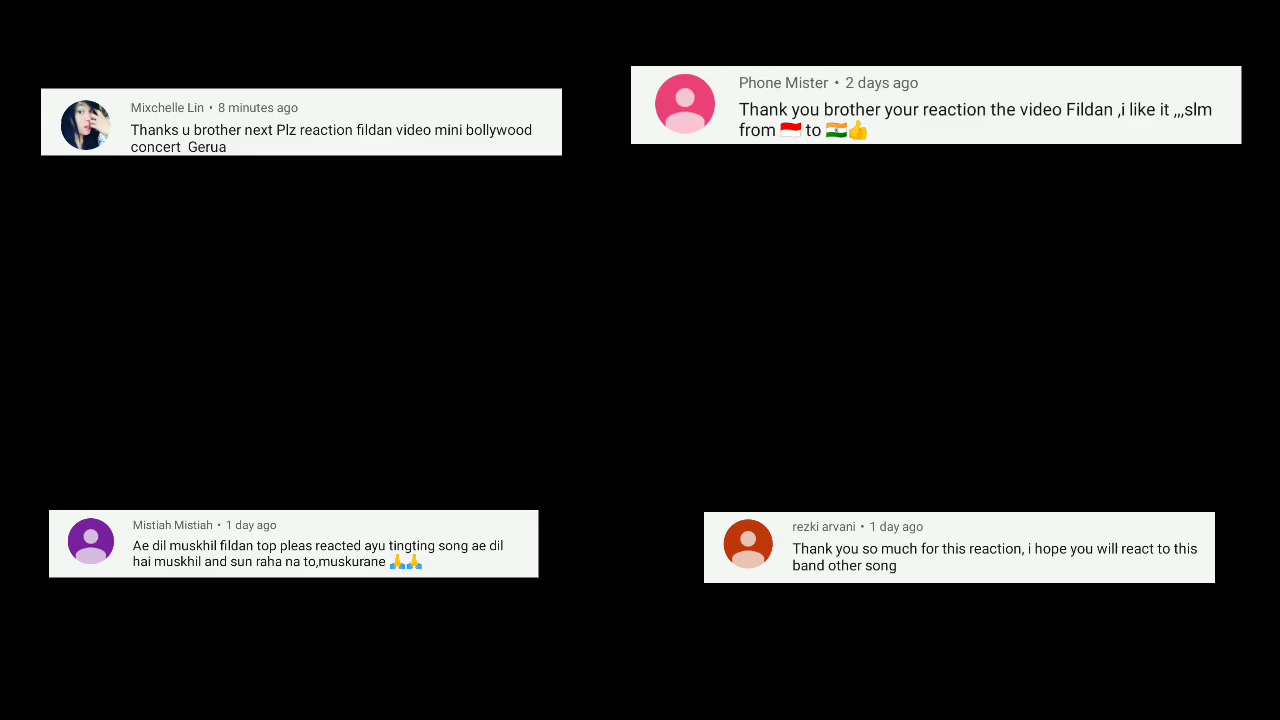 Mixchelle Lin • 8 minutes ago
Thanks u brother next Plz reaction fildan video mini bollywood
concert Gerua
Phone Mister • 2 days ago
Thank you brother your reaction the video Fildan ,i like it ,,,slm
from 🇮🇩 to 🇮🇳👍
Mistiah Mistiah • 1 day ago
Ae dil muskhil fildan top pleas reacted ayu tingting song ae dil
hai muskhil and sun raha na to,muskurane 🙏🙏
rezki arvani • 1 day ago
Thank you so much for this reaction, i hope you will react to this
band other song